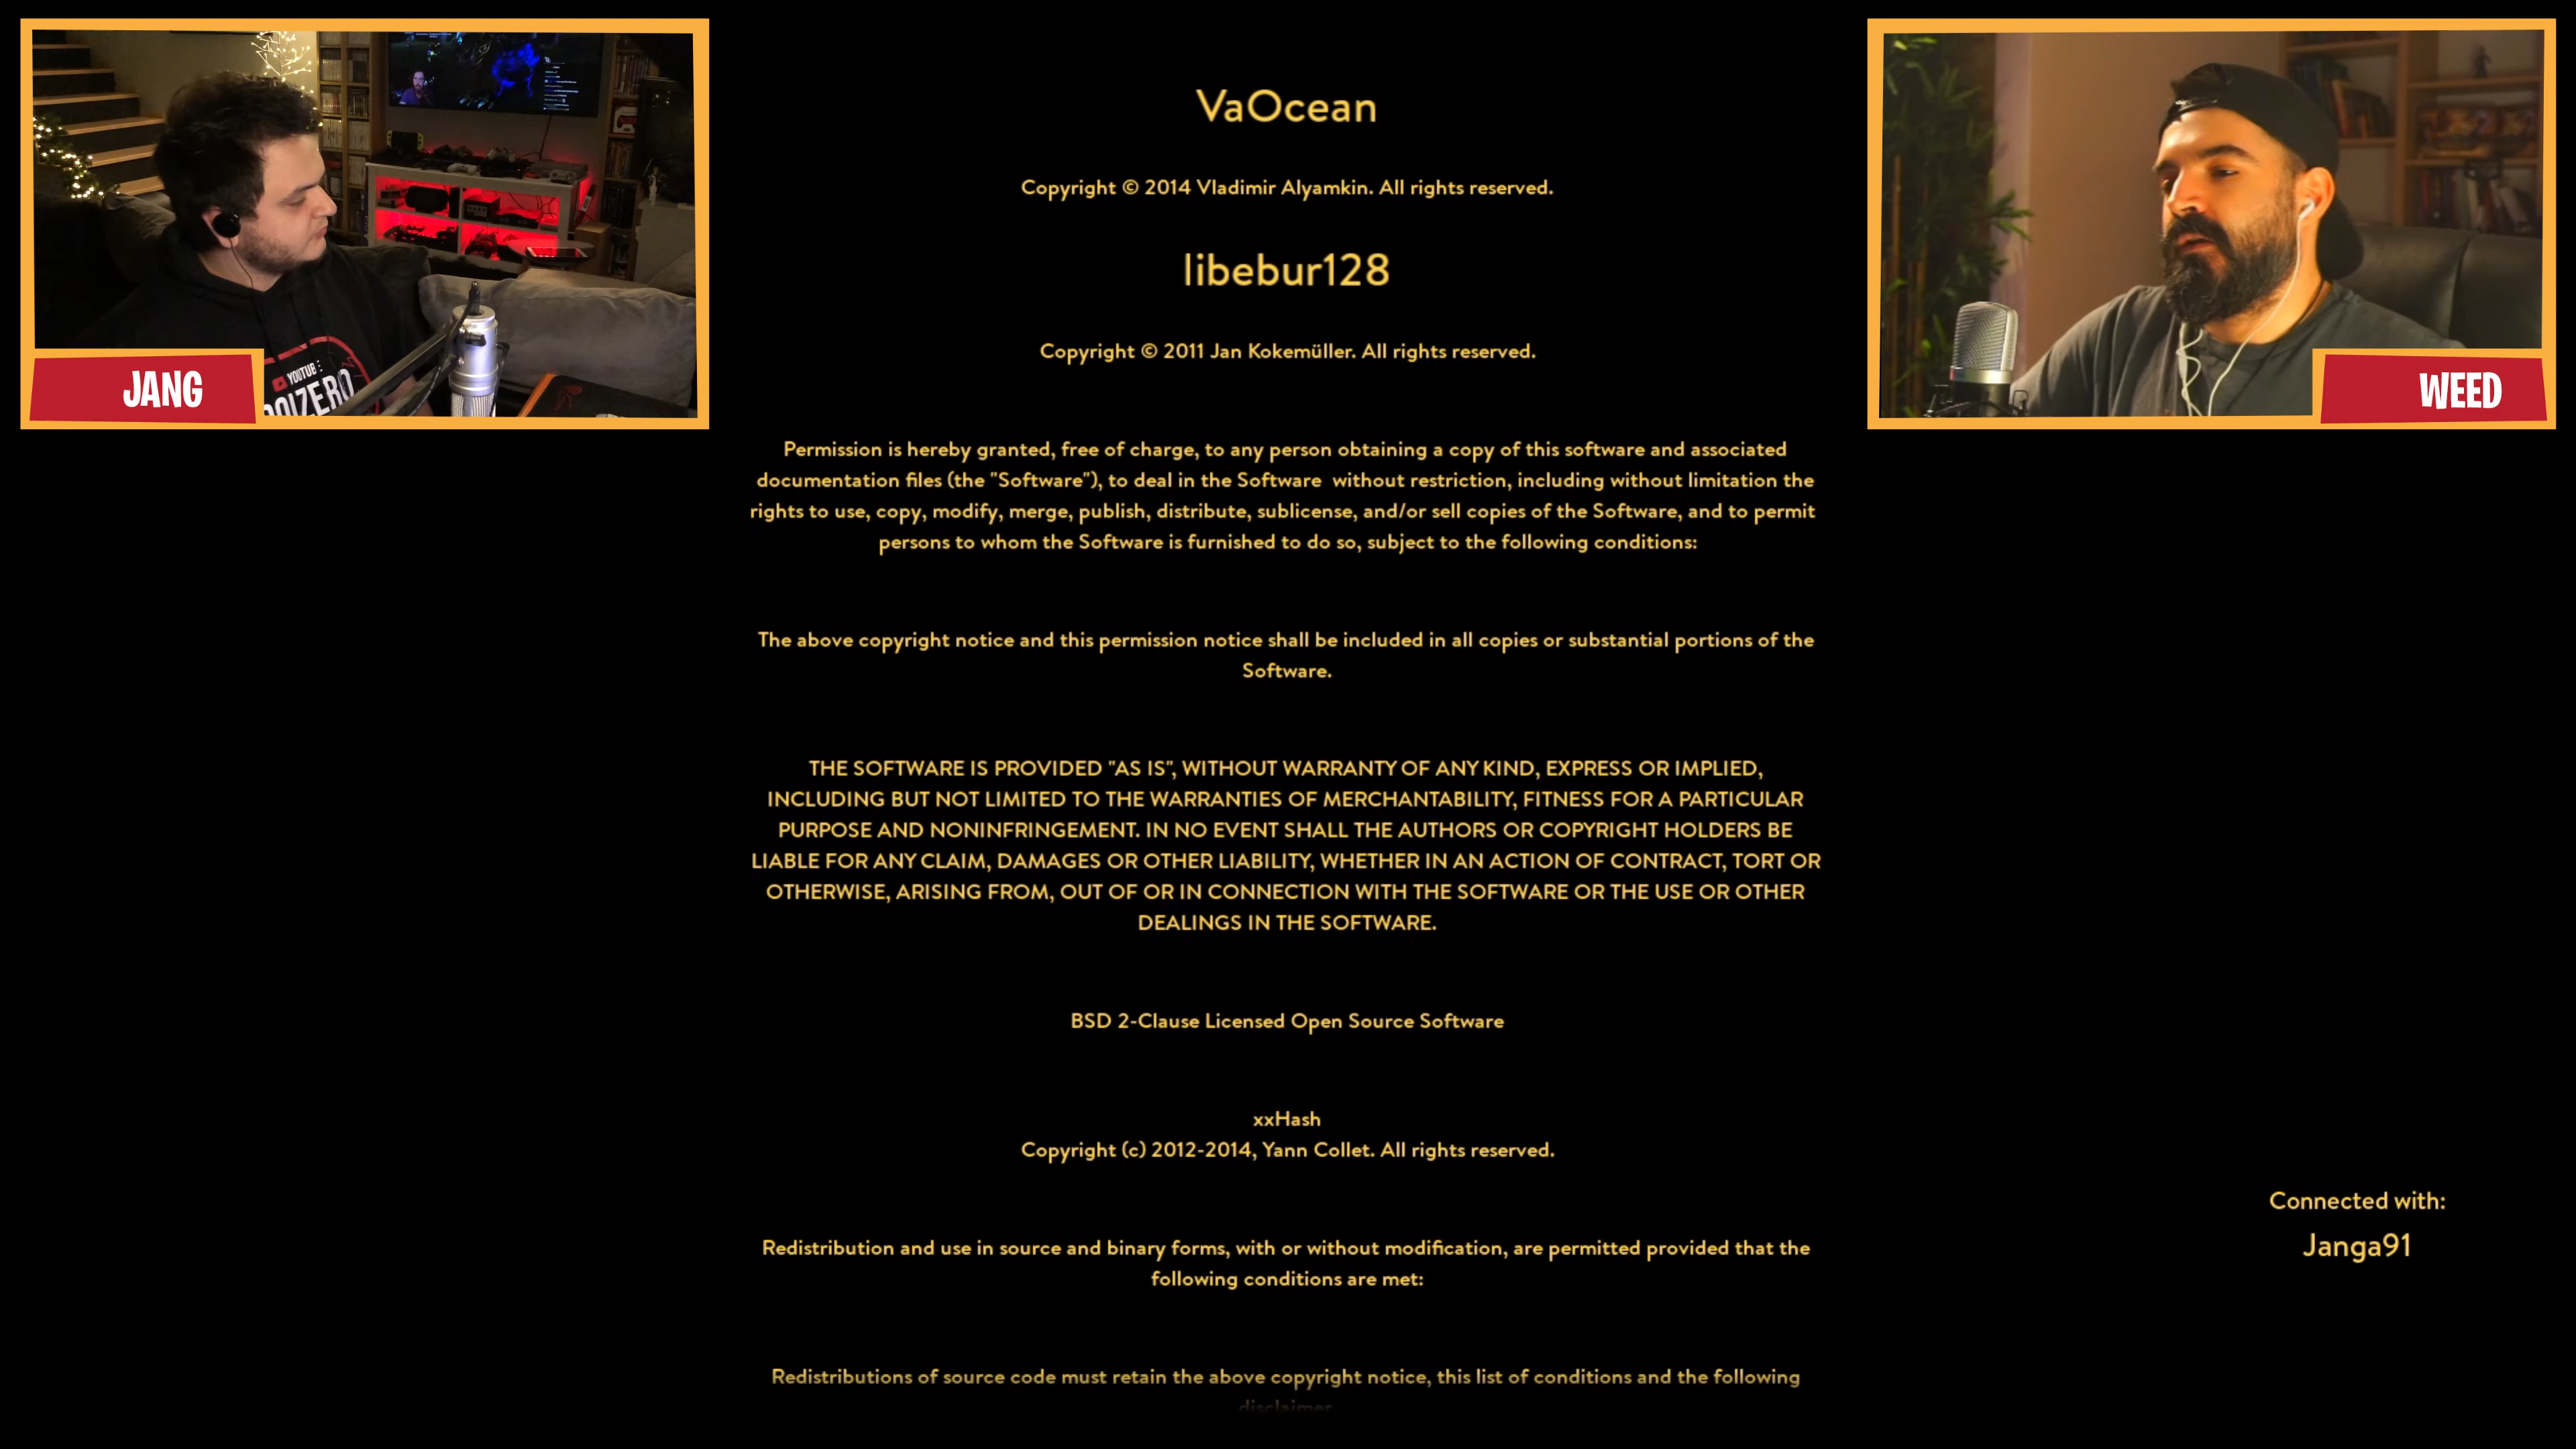 VaOcean
Copyright © 2014 Vladimir Alyamkin. All rights reserved.
libebur128
Copyright © 2011 Jan Kokemüller. All rights reserved.
YOUTUBE :
JANG
WEED
Permission is hereby granted, free of charge, to any person obtaining a copy of this software and associated
documentation files (the "Software"), to deal in the Software without restriction, including without limitation the
rights to use, copy, modify, merge, publish, distribute, sublicense, and/or sell copies of the Software, and to permit
persons to whom the Software is furnished to do so, subject to the following conditions:
The above copyright notice and this permission notice shall be included in all copies or substantial portions of the
Software.
THE SOFTWARE IS PROVIDED "AS IS", WITHOUT WARRANTY OF ANY KIND, EXPRESS OR IMPLIED,
INCLUDING BUT NOT LIMITED TO THE WARRANTIES OF MERCHANTABILITY, FITNESS FOR A PARTICULAR
PURPOSE AND NONINFRINGEMENT. IN NO EVENT SHALL THE AUTHORS OR COPYRIGHT HOLDERS BE
LIABLE FOR ANY CLAIM, DAMAGES OR OTHER LIABILITY, WHETHER IN AN ACTION OF CONTRACT, TORT OR
OTHERWISE, ARISING FROM, OUT OF OR IN CONNECTION WITH THE SOFTWARE OR THE USE OR OTHER
DEALINGS IN THE SOFTWARE.
BSD 2-Clause Licensed Open Source Software
xxHash
Copyright (c) 2012-2014, Yann Collet. All rights reserved.
Connected with:
Janga91
Redistribution and use in source and binary forms, with or without modification, are permitted provided that the
following conditions are met:
Redistributions of source code must retain the above copyright notice, this list of conditions and the following
disclaimer